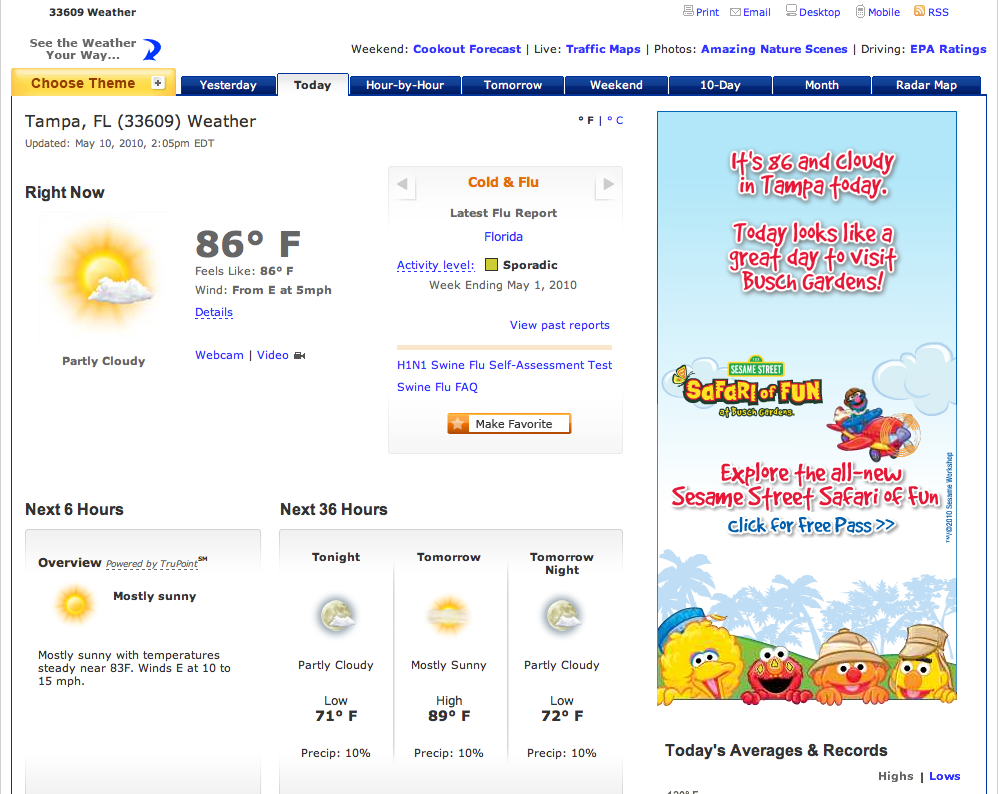 33609 Weather
Print Email Desktop Mobile RSS
See the Weather
Your Way...
Weekend: Cookout Forecast | Live: Traffic Maps | Photos: Amazing Nature Scenes | Driving: EPA Ratings
Choose Theme +
Yesterday Today Hour-by-Hour Tomorrow Weekend 10-Day Month Radar Map
Tampa, FL (33609) Weather
° F | ° C
Updated: May 10, 2010, 2:05pm EDT
Right Now
86° F
Feels Like: 86° F
Wind: From E at 5mph
Details
Partly Cloudy
Webcam | Video
Cold & Flu
Latest Flu Report
Florida
Activity level: Sporadic
Week Ending May 1, 2010
View past reports
H1N1 Swine Flu Self-Assessment Test
Swine Flu FAQ
Make Favorite
It's 86 and cloudy
in Tampa today.
Today looks like a
great day to visit
Busch Gardens!
SESAME STREET
SAFARI OF FUN
at Busch Gardens.
Explore the all-new
Sesame Street Safari of Fun
click for Free Pass >>
TM/©2010 Sesame Workshop
Next 6 Hours
Overview Powered by TruPoint SM
Mostly sunny
Mostly sunny with temperatures
steady near 83F. Winds E at 10 to
15 mph.
Next 36 Hours
Tonight
Partly Cloudy
Low
71° F
Precip: 10%
Tomorrow
Mostly Sunny
High
89° F
Precip: 10%
Tomorrow
Night
Partly Cloudy
Low
72° F
Precip: 10%
Today's Averages & Records
Highs | Lows